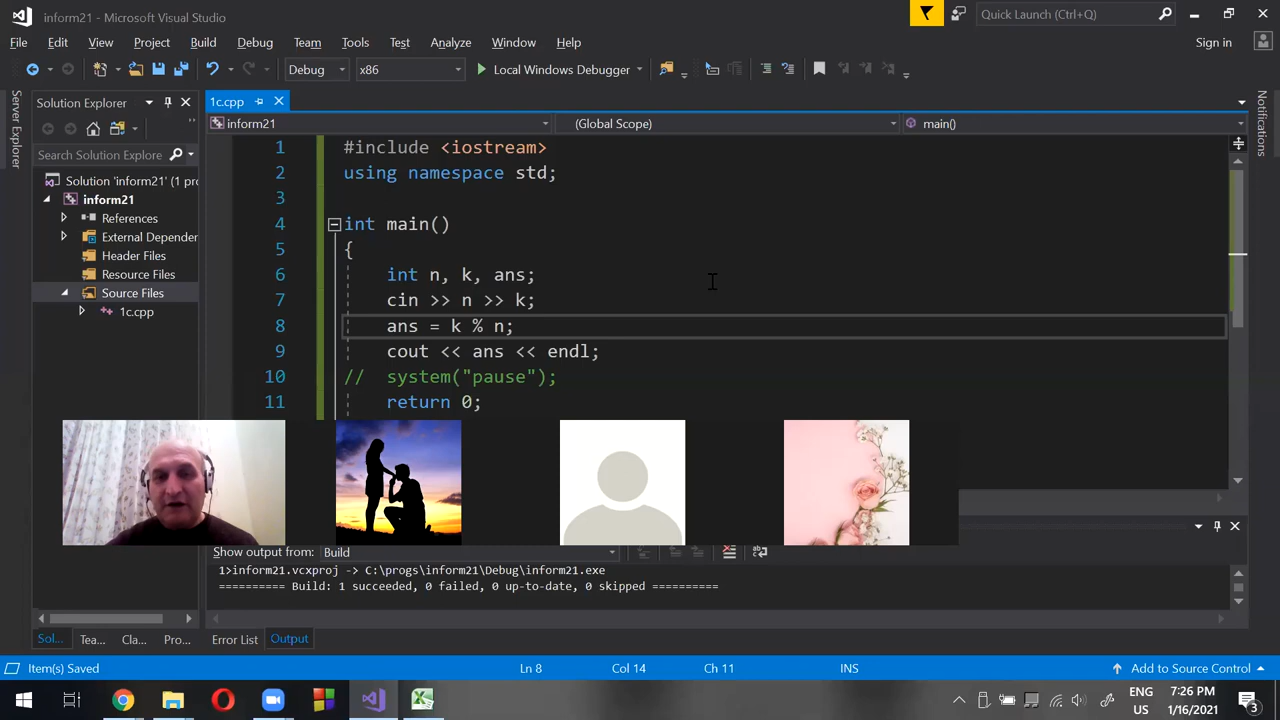 inform21 - Microsoft Visual Studio
Quick Launch (Ctrl+Q)
File Edit View Project Build Debug Team Tools Test Analyze Window Help
Sign in
Debug x86 Local Windows Debugger
Server Explorer
Solution Explorer
1c.cpp
Notifications
inform21 (Global Scope) main()
Search Solution Explore
Solution 'inform21' (1 pr
inform21
References
External Depender
Header Files
Resource Files
Source Files
1c.cpp
1 #include <iostream>
2 using namespace std;
3
4 int main()
5 {
6 int n, k, ans;
7 cin >> n >> k;
8 ans = k % n;
9 cout << ans << endl;
10 // system("pause");
11 return 0;
Show output from: Build
1>inform21.vcxproj -> C:\progs\inform21\Debug\inform21.exe
========== Build: 1 succeeded, 0 failed, 0 up-to-date, 0 skipped ==========
Sol... Tea... Cla... Pro... Error List Output
Item(s) Saved Ln 8 Col 14 Ch 11 INS Add to Source Control
ENG 7:26 PM
US 1/16/2021
3